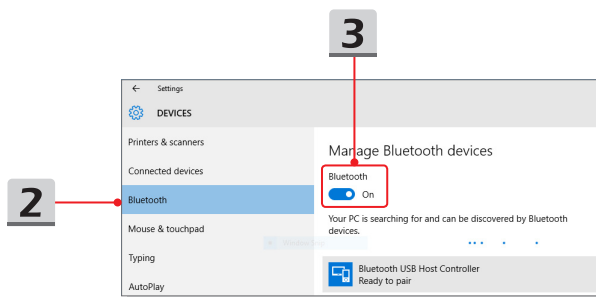 3
← Settings
DEVICES
Printers & scanners
Connected devices
Bluetooth
Mouse & touchpad
Typing
AutoPlay
2
Manage Bluetooth devices
Bluetooth
On
Your PC is searching for and can be discovered by Bluetooth
devices.
Bluetooth USB Host Controller
Ready to pair